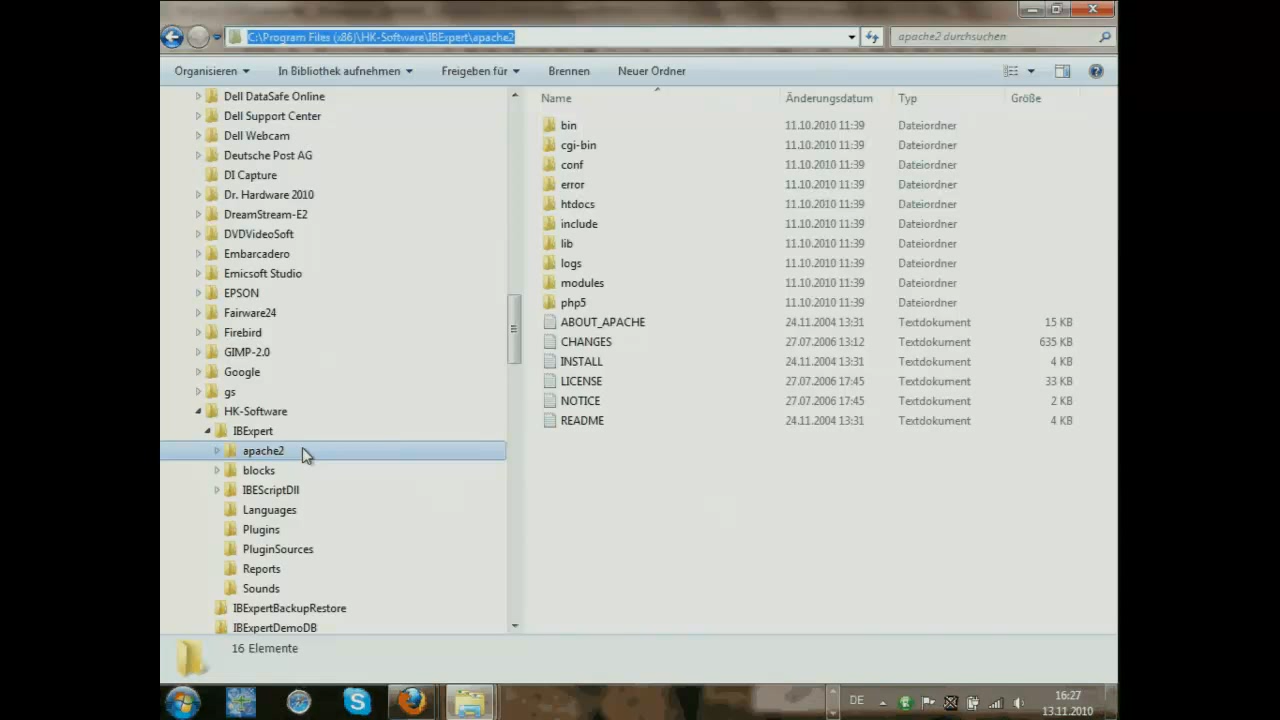 C:\Program Files (x86)\HK-Software\IBExpert\apache2
apache2 durchsuchen
Organisieren
In Bibliothek aufnehmen
Freigeben für
Brennen
Neuer Ordner
Dell DataSafe Online
Dell Support Center
Dell Webcam
Deutsche Post AG
DI Capture
Dr. Hardware 2010
DreamStream-E2
DVDVideoSoft
Embarcadero
Emicsoft Studio
EPSON
Fairware24
Firebird
GIMP-2.0
Google
gs
HK-Software
IBExpert
apache2
blocks
IBEScriptDll
Languages
Plugins
PluginSources
Reports
Sounds
IBExpertBackupRestore
IBExpertDemoDB
Name Änderungsdatum Typ Größe
bin 11.10.2010 11:39 Dateiordner
cgi-bin 11.10.2010 11:39 Dateiordner
conf 11.10.2010 11:39 Dateiordner
error 11.10.2010 11:39 Dateiordner
htdocs 11.10.2010 11:39 Dateiordner
include 11.10.2010 11:39 Dateiordner
lib 11.10.2010 11:39 Dateiordner
logs 11.10.2010 11:39 Dateiordner
modules 11.10.2010 11:39 Dateiordner
php5 11.10.2010 11:39 Dateiordner
ABOUT_APACHE 24.11.2004 13:31 Textdokument 15 KB
CHANGES 27.07.2006 13:12 Textdokument 635 KB
INSTALL 24.11.2004 13:31 Textdokument 4 KB
LICENSE 27.07.2006 17:45 Textdokument 33 KB
NOTICE 27.07.2006 17:45 Textdokument 2 KB
README 24.11.2004 13:31 Textdokument 4 KB
16 Elemente
DE
16:27
13.11.2010